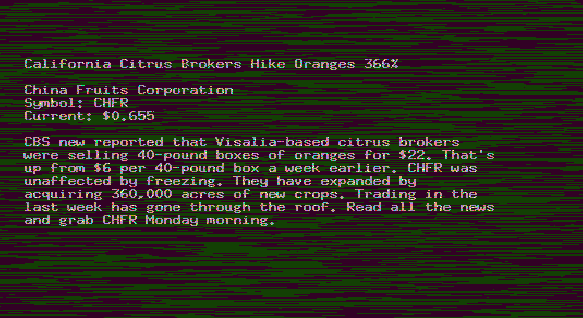 California Citrus Brokers Hike Oranges 366%
China Fruits Corporation
Symbol: CHFR
Current: $0.655
CBS new reported that Visalia-based citrus brokers
were selling 40-pound boxes of oranges for $22. That's
up from $6 per 40-pound box a week earlier. CHFR was
unaffected by freezing. They have expanded by
acquiring 360,000 acres of new crops. Trading in the
last week has gone through the roof. Read all the news
and grab CHFR Monday morning.